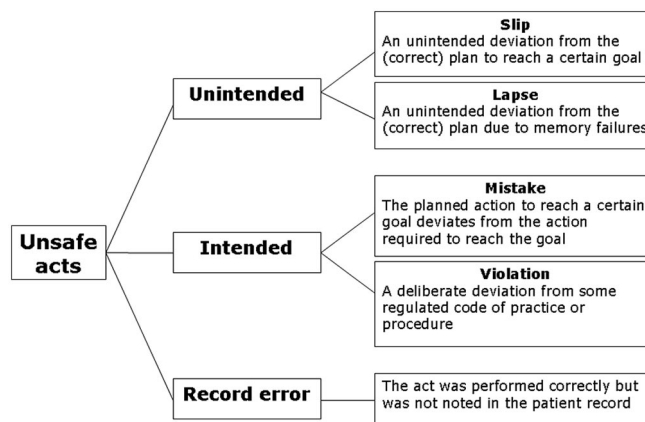 Slip
An unintended deviation from the
(correct) plan to reach a certain goal
Unintended
Lapse
An unintended deviation from the
(correct) plan due to memory failures
Mistake
The planned action to reach a certain
goal deviates from the action
required to reach the goal
Unsafe
acts
Intended
Violation
A deliberate deviation from some
regulated code of practice or
procedure
Record error
The act was performed correctly but
was not noted in the patient record